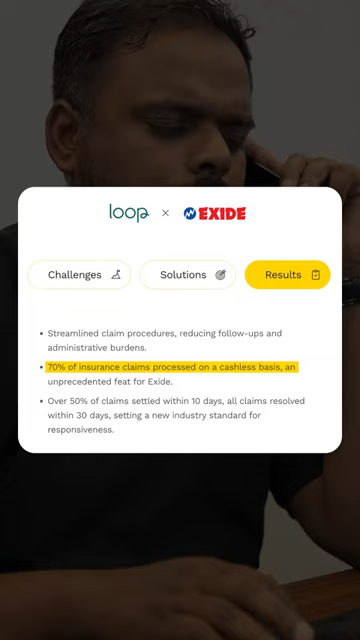 loop × EXIDE
Challenges Solutions Results
• Streamlined claim procedures, reducing follow-ups and
administrative burdens.
• 70% of insurance claims processed on a cashless basis, an
unprecedented feat for Exide.
• Over 50% of claims settled within 10 days, all claims resolved
within 30 days, setting a new industry standard for
responsiveness.